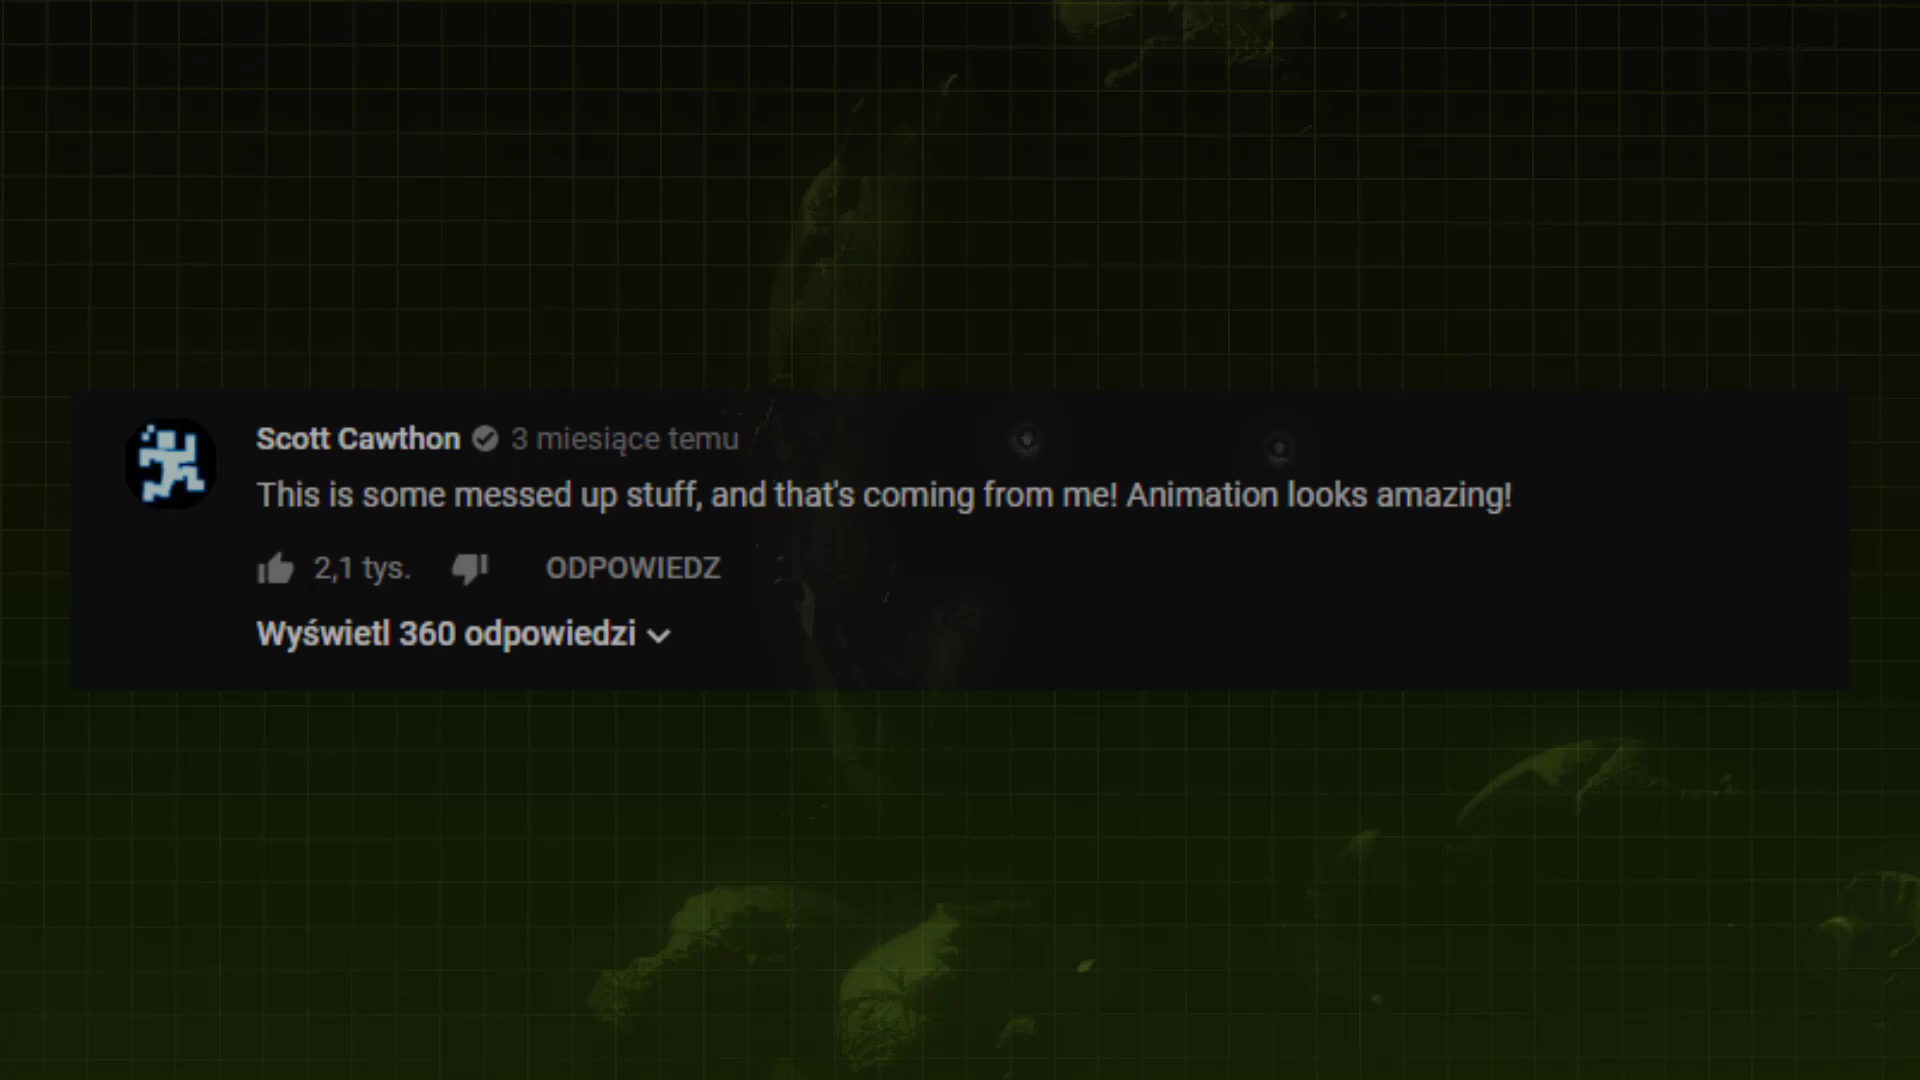 Scott Cawthon 3 miesiące temu
This is some messed up stuff, and that's coming from me! Animation looks amazing!
2,1 tys. ODPOWIEDZ
Wyświetl 360 odpowiedzi